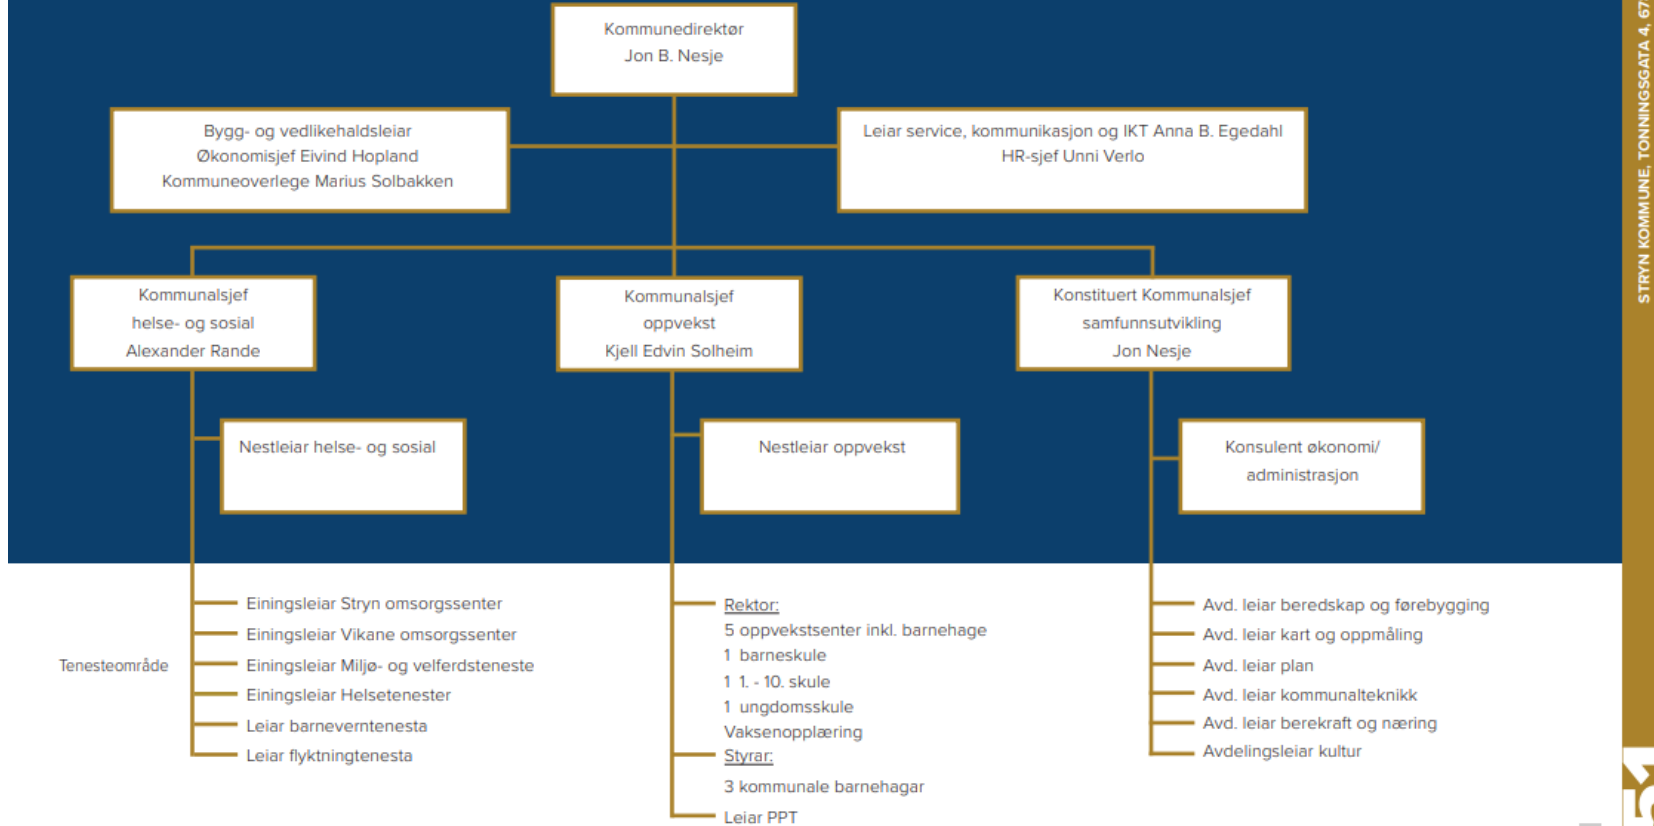 Kommunedirektør
Jon B. Nesje
Bygg- og vedlikehaldsleiar
Økonomisjef Eivind Hopland
Kommuneoverlege Marius Solbakken
Leiar service, kommunikasjon og IKT Anna B. Egedahl
HR-sjef Unni Verlo
Kommunalsjef
helse- og sosial
Alexander Rande
Kommunalsjef
oppvekst
Kjell Edvin Solheim
Konstituert Kommunalsjef
samfunnsutvikling
Jon Nesje
Nestleiar helse- og sosial
Nestleiar oppvekst
Konsulent økonomi/
administrasjon
Tenesteområde
Einingsleiar Stryn omsorgssenter
Einingsleiar Vikane omsorgssenter
Einingsleiar Miljø- og velferdsteneste
Einingsleiar Helsetenester
Leiar barneverntenesta
Leiar flyktningtenesta
Rektor:
5 oppvekstsenter inkl. barnehage
1 barneskule
1 1. - 10. skule
1 ungdomsskule
Vaksenopplæring
Styrar:
3 kommunale barnehagar
Leiar PPT
Avd. leiar beredskap og førebygging
Avd. leiar kart og oppmåling
Avd. leiar plan
Avd. leiar kommunalteknikk
Avd. leiar berekraft og næring
Avdelingsleiar kultur
STRYN KOMMUNE, TONNINGSGATA 4,